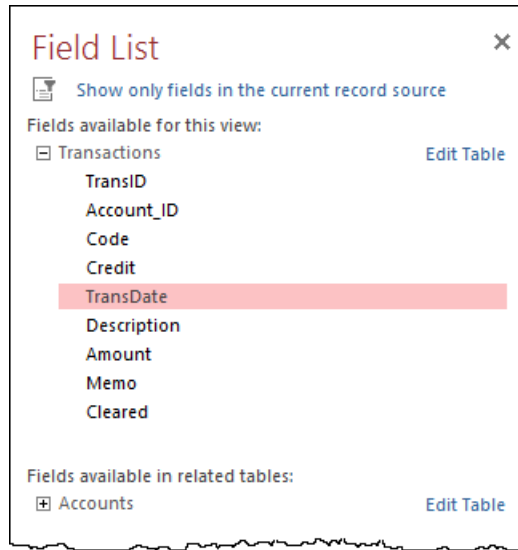 Field List
Show only fields in the current record source
Fields available for this view:
Transactions Edit Table
TransID
Account_ID
Code
Credit
TransDate
Description
Amount
Memo
Cleared
Fields available in related tables:
Accounts Edit Table